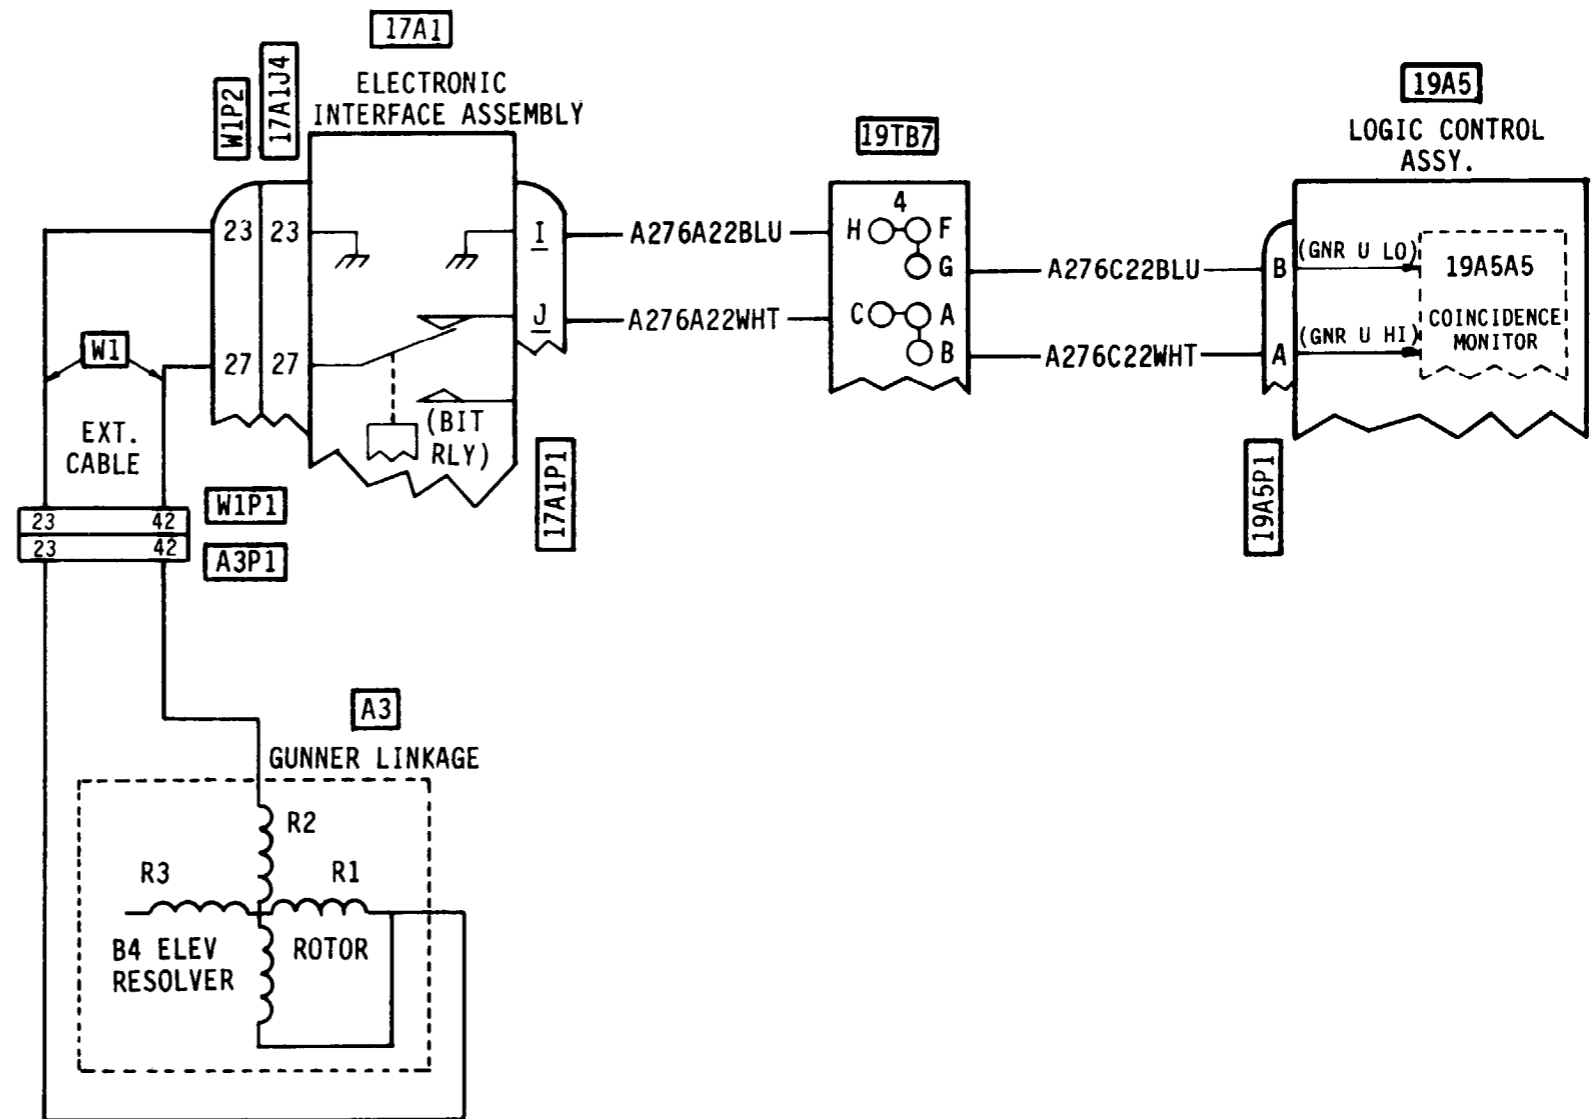 17A1
ELECTRONIC
INTERFACE ASSEMBLY
W1P2
17A1J4
23 23
27 27
I
J
(BIT
RLY)
17A1P1
A276A22BLU
A276A22WHT
19TB7
4
H F
G
C A
B
A276C22BLU
A276C22WHT
19A5
LOGIC CONTROL
ASSY.
B
A
(GNR U LO)
(GNR U HI)
19A5A5
COINCIDENCE
MONITOR
19A5P1
W1
EXT.
CABLE
23 42
23 42
W1P1
A3P1
A3
GUNNER LINKAGE
R2
R3
R1
B4 ELEV
RESOLVER
ROTOR